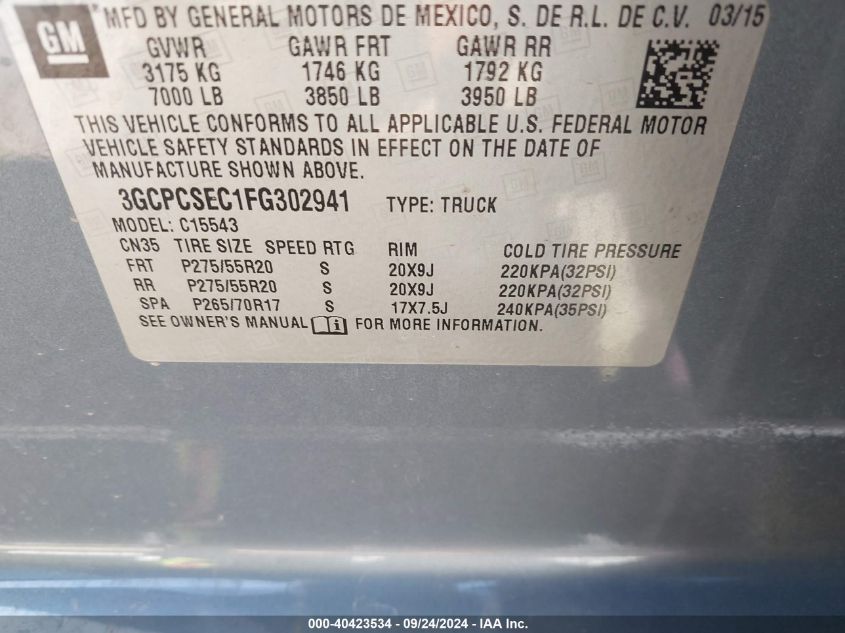 GM
*MFD BY GENERAL MOTORS DE MEXICO, S. DE R.L. DE C.V. 03/15
GVWR GAWR FRT GAWR RR
3175 KG 1746 KG 1792 KG
7000 LB 3850 LB 3950 LB
THIS VEHICLE CONFORMS TO ALL APPLICABLE U.S. FEDERAL MOTOR
VEHICLE SAFETY STANDARDS IN EFFECT ON THE DATE OF
MANUFACTURE SHOWN ABOVE.
3GCPCSEC1FG302941 TYPE: TRUCK
MODEL: C15543
CN35 TIRE SIZE SPEED RTG RIM COLD TIRE PRESSURE
FRT P275/55R20 S 20X9J 220KPA(32PSI)
RR P275/55R20 S 20X9J 220KPA(32PSI)
SPA P265/70R17 S 17X7.5J 240KPA(35PSI)
SEE OWNER'S MANUAL FOR MORE INFORMATION.
000-40423534 - 09/24/2024 - IAA Inc.